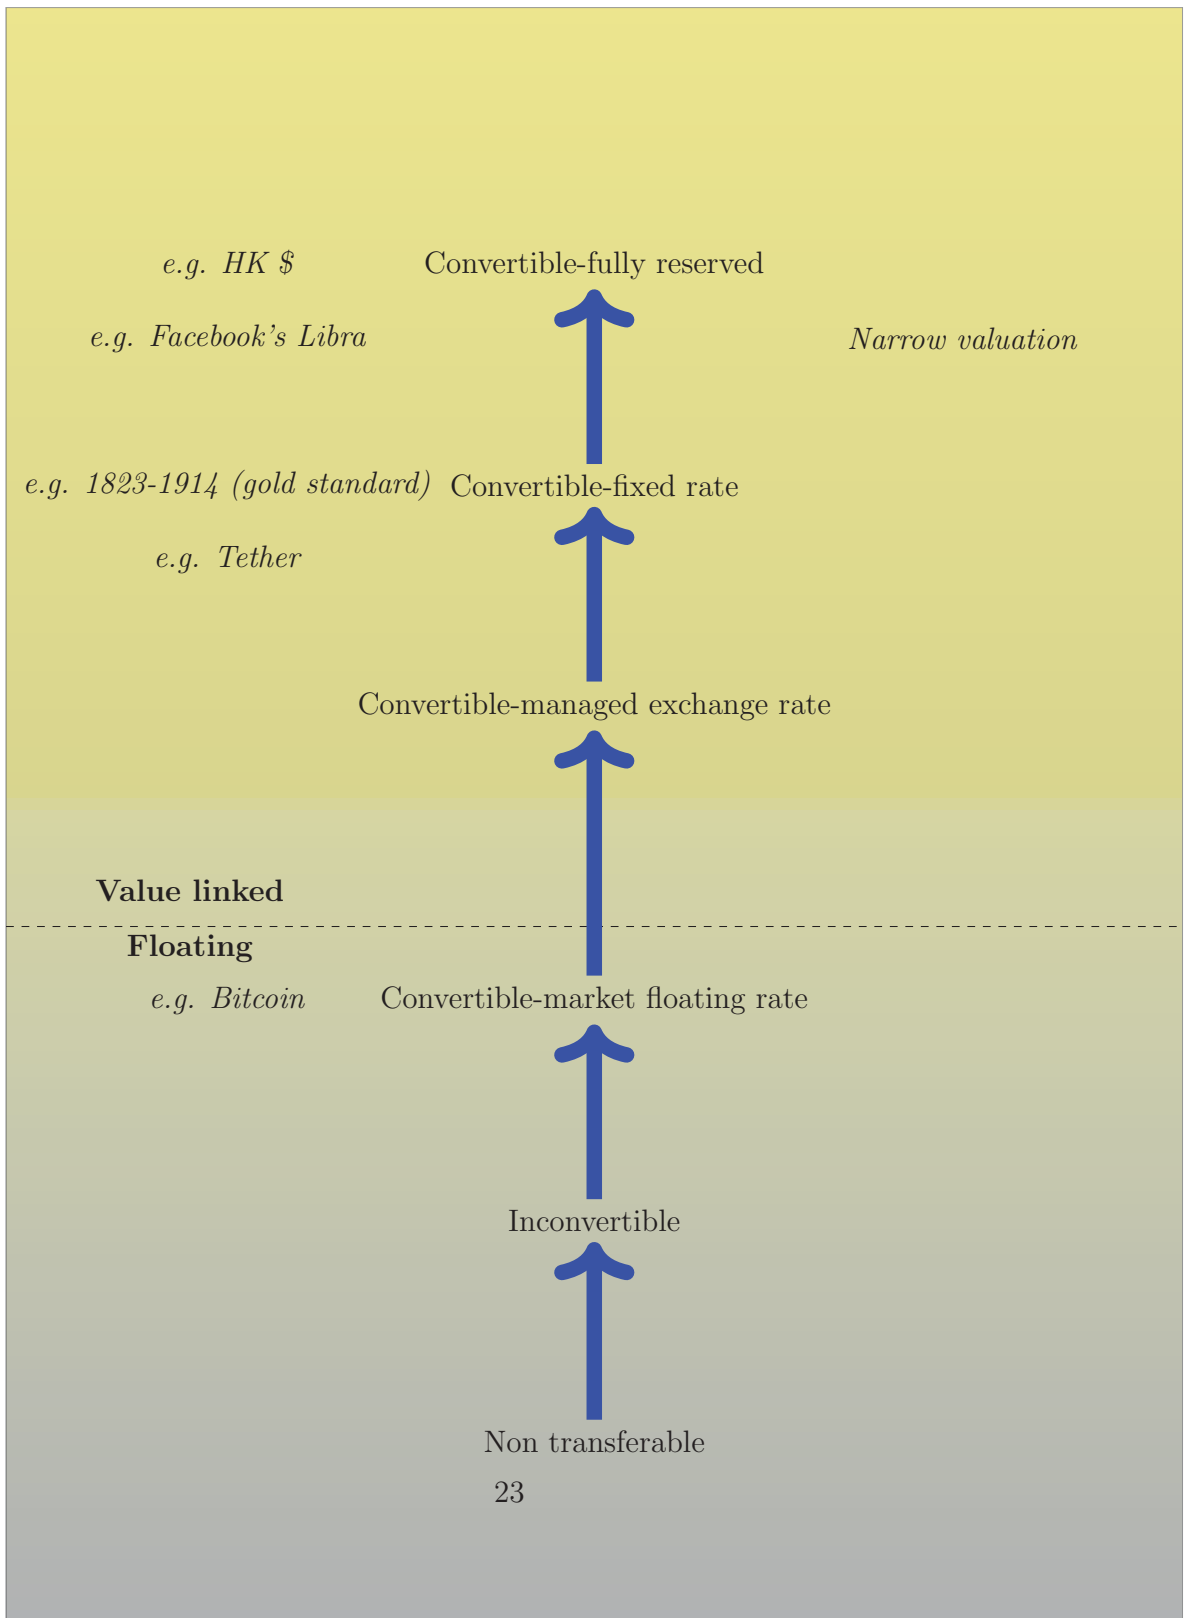 e.g. HK $ Convertible-fully reserved
e.g. Facebook's Libra Narrow valuation
e.g. 1823-1914 (gold standard) Convertible-fixed rate
e.g. Tether
Convertible-managed exchange rate
Value linked
Floating
e.g. Bitcoin Convertible-market floating rate
Inconvertible
Non transferable
23